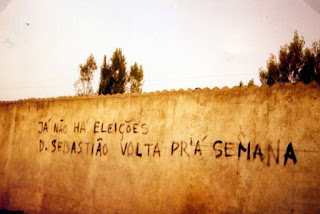 JÁ NÃO HÁ ELEIÇÕES
D. SEBASTIÃO VOLTA PR'Á SEMANA